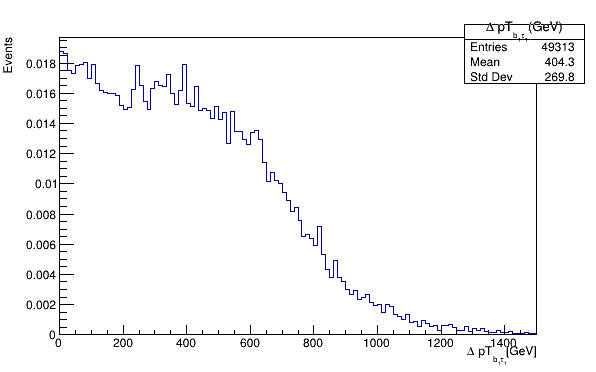 Δ pT_{b_1τ_1}(GeV)
Entries 49313
Mean 404.3
Std Dev 269.8
Events
0.018
0.016
0.014
0.012
0.01
0.008
0.006
0.004
0.002
0
0 200 400 600 800 1000 1200 1400
Δ pT_{b_1τ_1}[GeV]